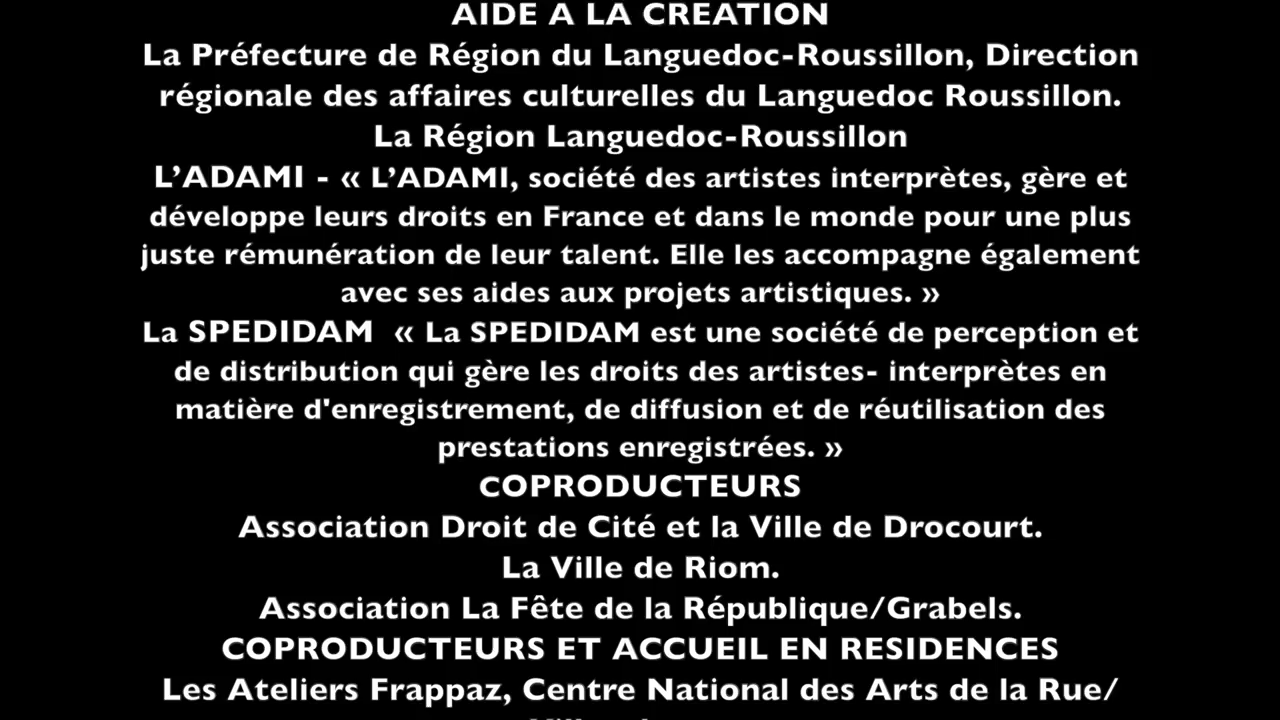 AIDE A LA CREATION
La Préfecture de Région du Languedoc-Roussillon, Direction
régionale des affaires culturelles du Languedoc Roussillon.
La Région Languedoc-Roussillon
L’ADAMI - « L’ADAMI, société des artistes interprètes, gère et
développe leurs droits en France et dans le monde pour une plus
juste rémunération de leur talent. Elle les accompagne également
avec ses aides aux projets artistiques. »
La SPEDIDAM « La SPEDIDAM est une société de perception et
de distribution qui gère les droits des artistes- interprètes en
matière d'enregistrement, de diffusion et de réutilisation des
prestations enregistrées. »
COPRODUCTEURS
Association Droit de Cité et la Ville de Drocourt.
La Ville de Riom.
Association La Fête de la République/Grabels.
COPRODUCTEURS ET ACCUEIL EN RESIDENCES
Les Ateliers Frappaz, Centre National des Arts de la Rue/